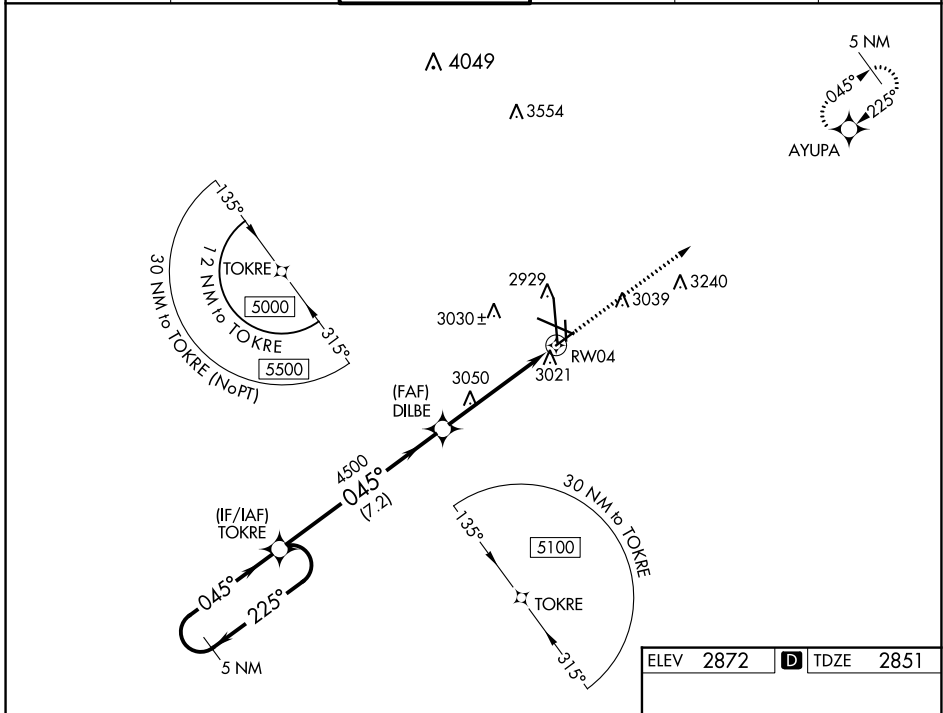 5 NM
045°
225°
AYUPA
4049
3554
135°
TOKRE
5000
12 NM to TOKRE
5500
315°
30 NM to TOKRE (NoPT)
2929
3030±
3039
3240
RW04
3021
3050
(FAF)
DILBE
4500
045°
(7.2)
(IF/IAF)
TOKRE
045°
225°
5 NM
135°
30 NM to TOKRE
5100
TOKRE
315°
ELEV 2872 D TDZE 2851